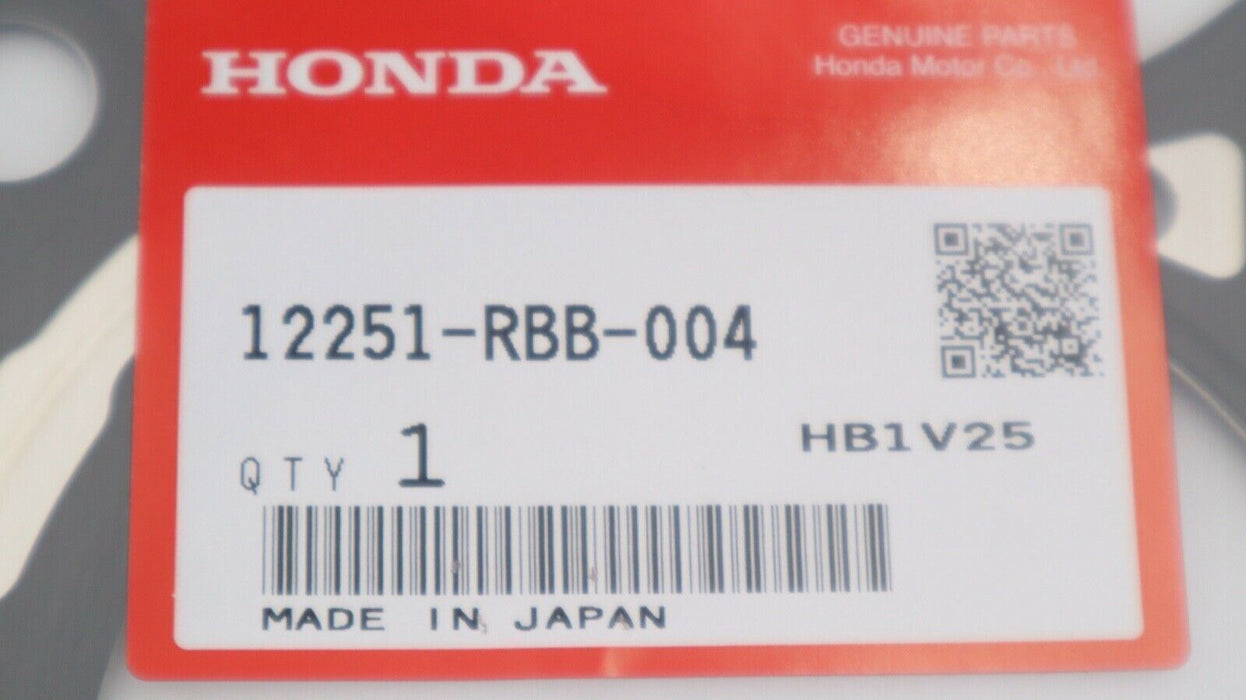 HONDA
GENUINE PARTS
Honda Motor Co., Ltd.
12251-RBB-004
QTY 1
HB1V25
MADE IN JAPAN